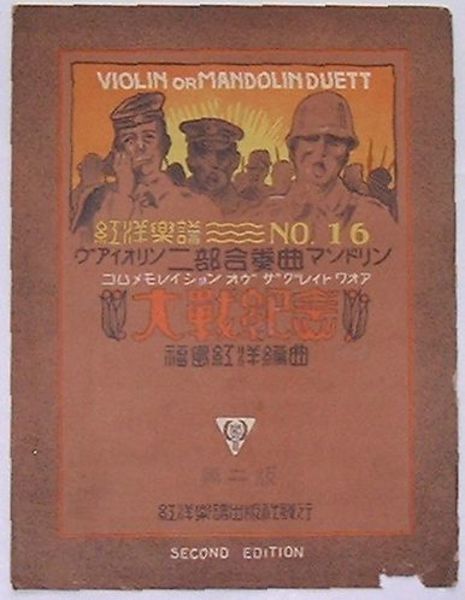 VIOLIN OR MANDOLIN DUETT
紅洋樂譜 NO. 16
ヴアイオリン 二部合奏曲 マンドリン
コムメモレイション オヴ ザ グレイト ワオア
大戰紀念
福島紅洋編曲
第二版
紅洋樂譜出版社發行
SECOND EDITION